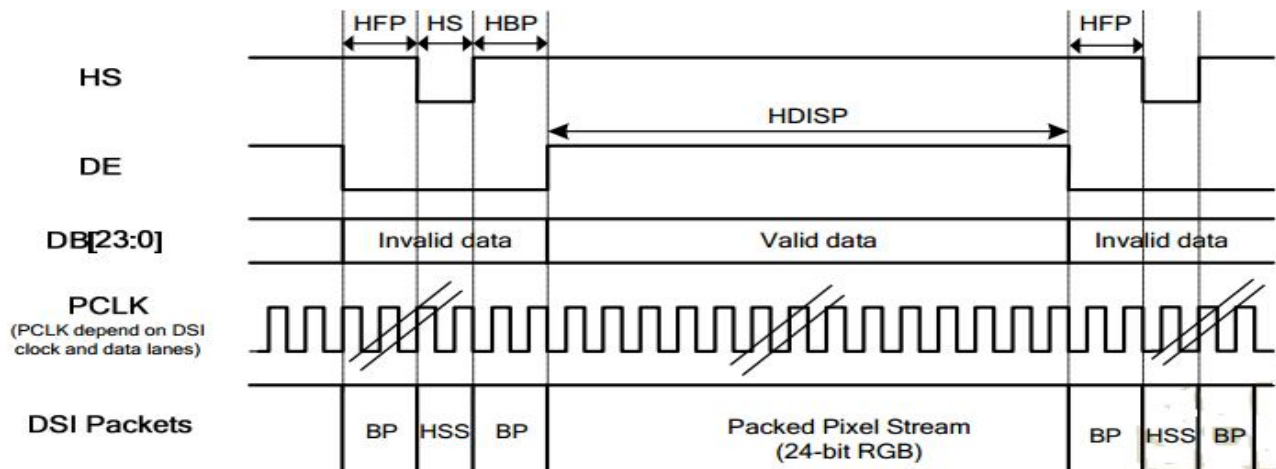 HFP HS HBP HFP
HS
HDISP
DE
DB[23:0] Invalid data Valid data Invalid data
PCLK
(PCLK depend on DSI
clock and data lanes)
DSI Packets BP HSS BP Packed Pixel Stream BP HSS BP
(24-bit RGB)